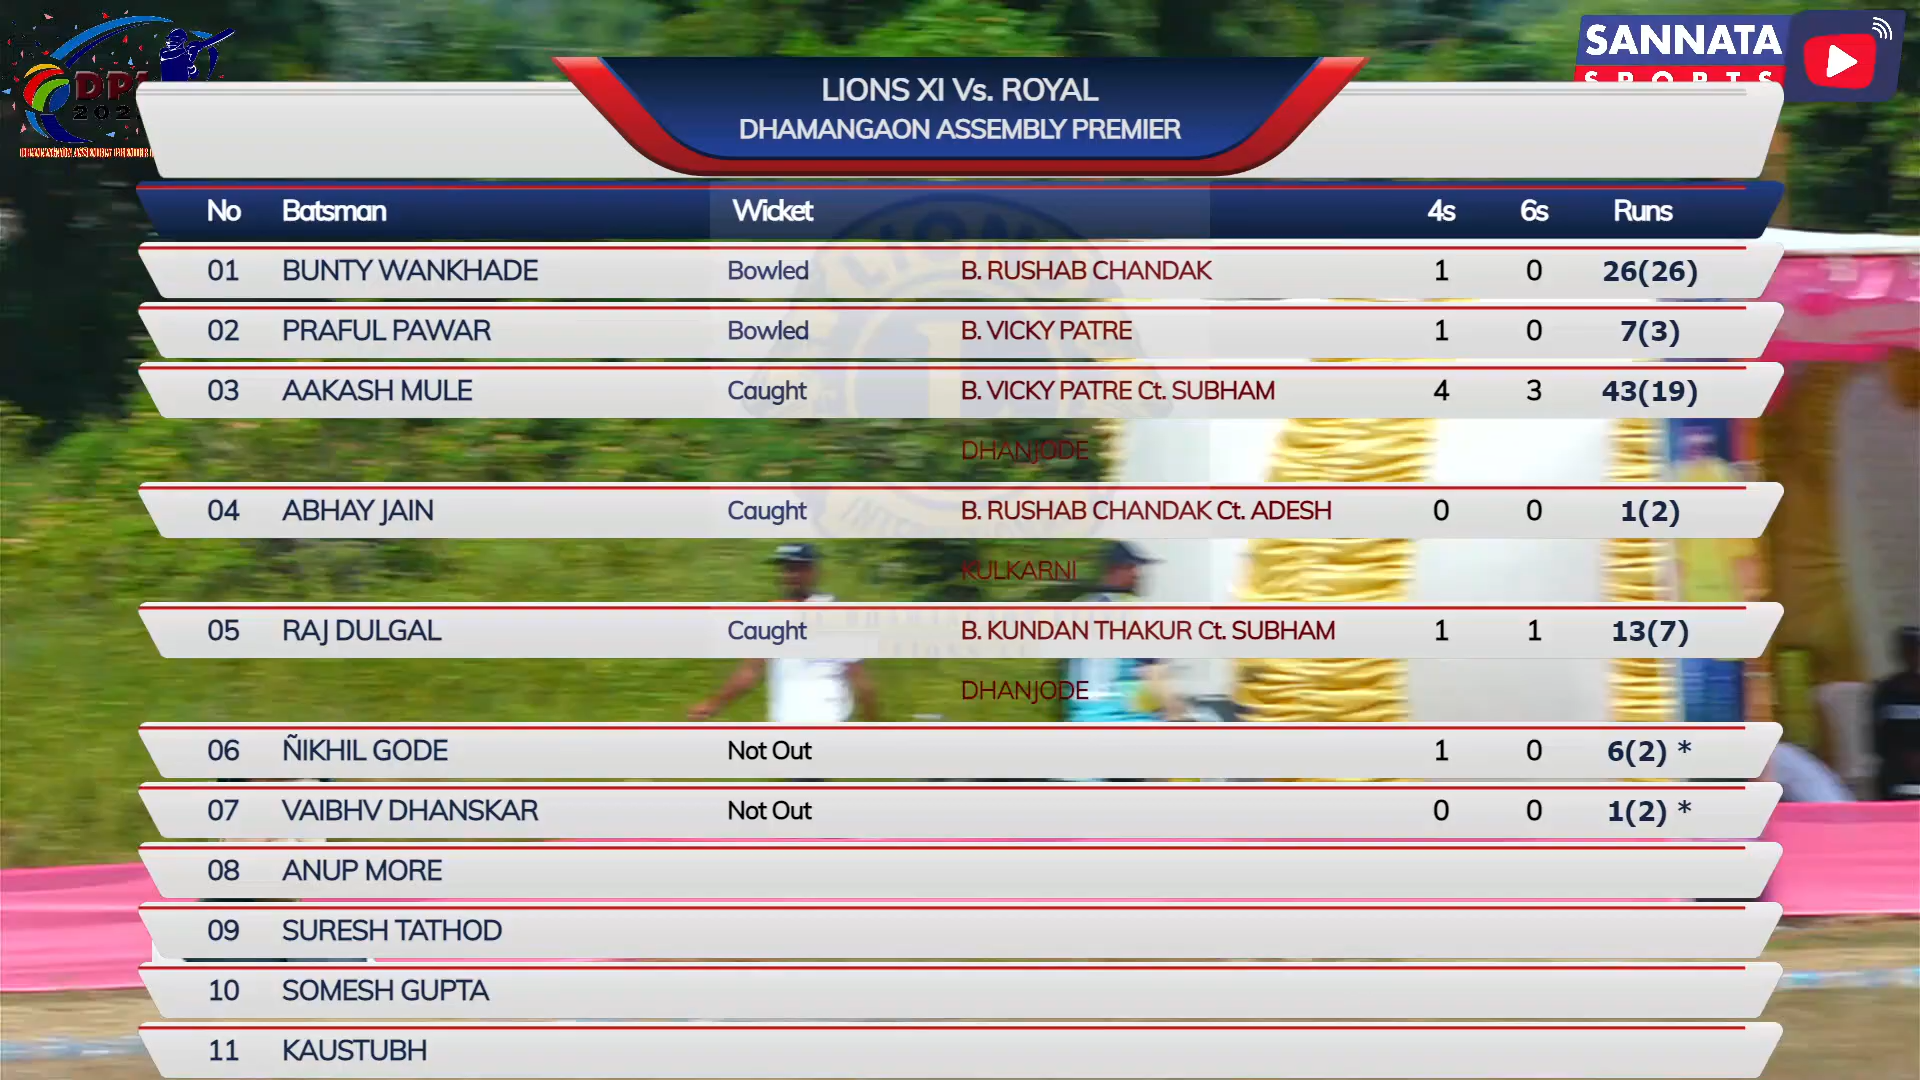 SANNATA
SPORTS
DP
202
LIONS XI Vs. ROYAL
DHAMANGAON ASSEMBLY PREMIER
No Batsman Wicket 4s 6s Runs
01 BUNTY WANKHADE Bowled B. RUSHAB CHANDAK 1 0 26(26)
02 PRAFUL PAWAR Bowled B. VICKY PATRE 1 0 7(3)
03 AAKASH MULE Caught B. VICKY PATRE Ct. SUBHAM 4 3 43(19)
DHANJODE
04 ABHAY JAIN Caught B. RUSHAB CHANDAK Ct. ADESH 0 0 1(2)
KULKARNI
05 RAJ DULGAL Caught B. KUNDAN THAKUR Ct. SUBHAM 1 1 13(7)
DHANJODE
06 ÑIKHIL GODE Not Out 1 0 6(2) *
07 VAIBHV DHANSKAR Not Out 0 0 1(2) *
08 ANUP MORE
09 SURESH TATHOD
10 SOMESH GUPTA
11 KAUSTUBH